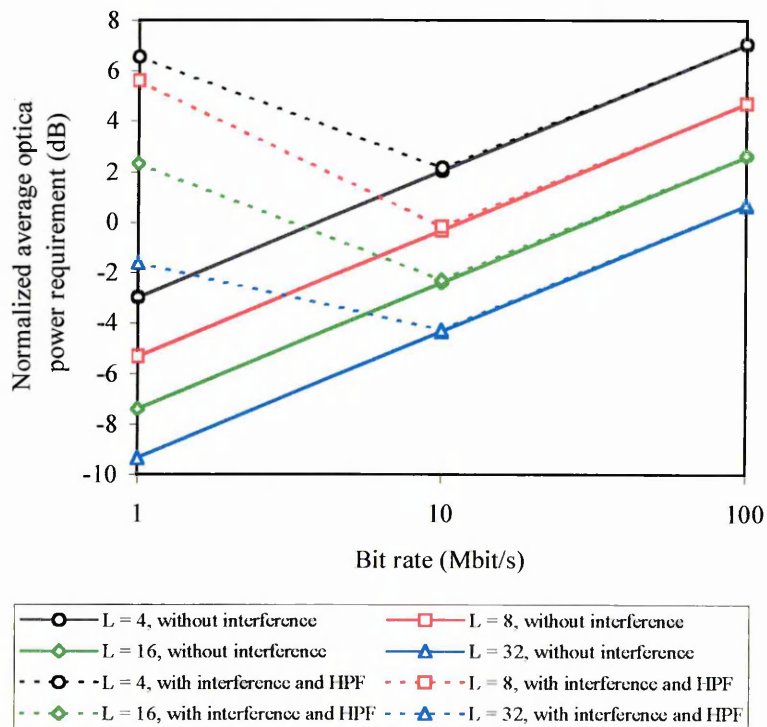 Normalized average optica
power requirement (dB)
8
6
4
2
0
-2
-4
-6
-8
-10
1
10
100
Bit rate (Mbit/s)
L = 4, without interference
L = 8, without interference
L = 16, without interference
L = 32, without interference
L = 4, with interference and HPF
L = 8, with interference and HPF
L = 16, with interference and HPF
L = 32, with interference and HPF